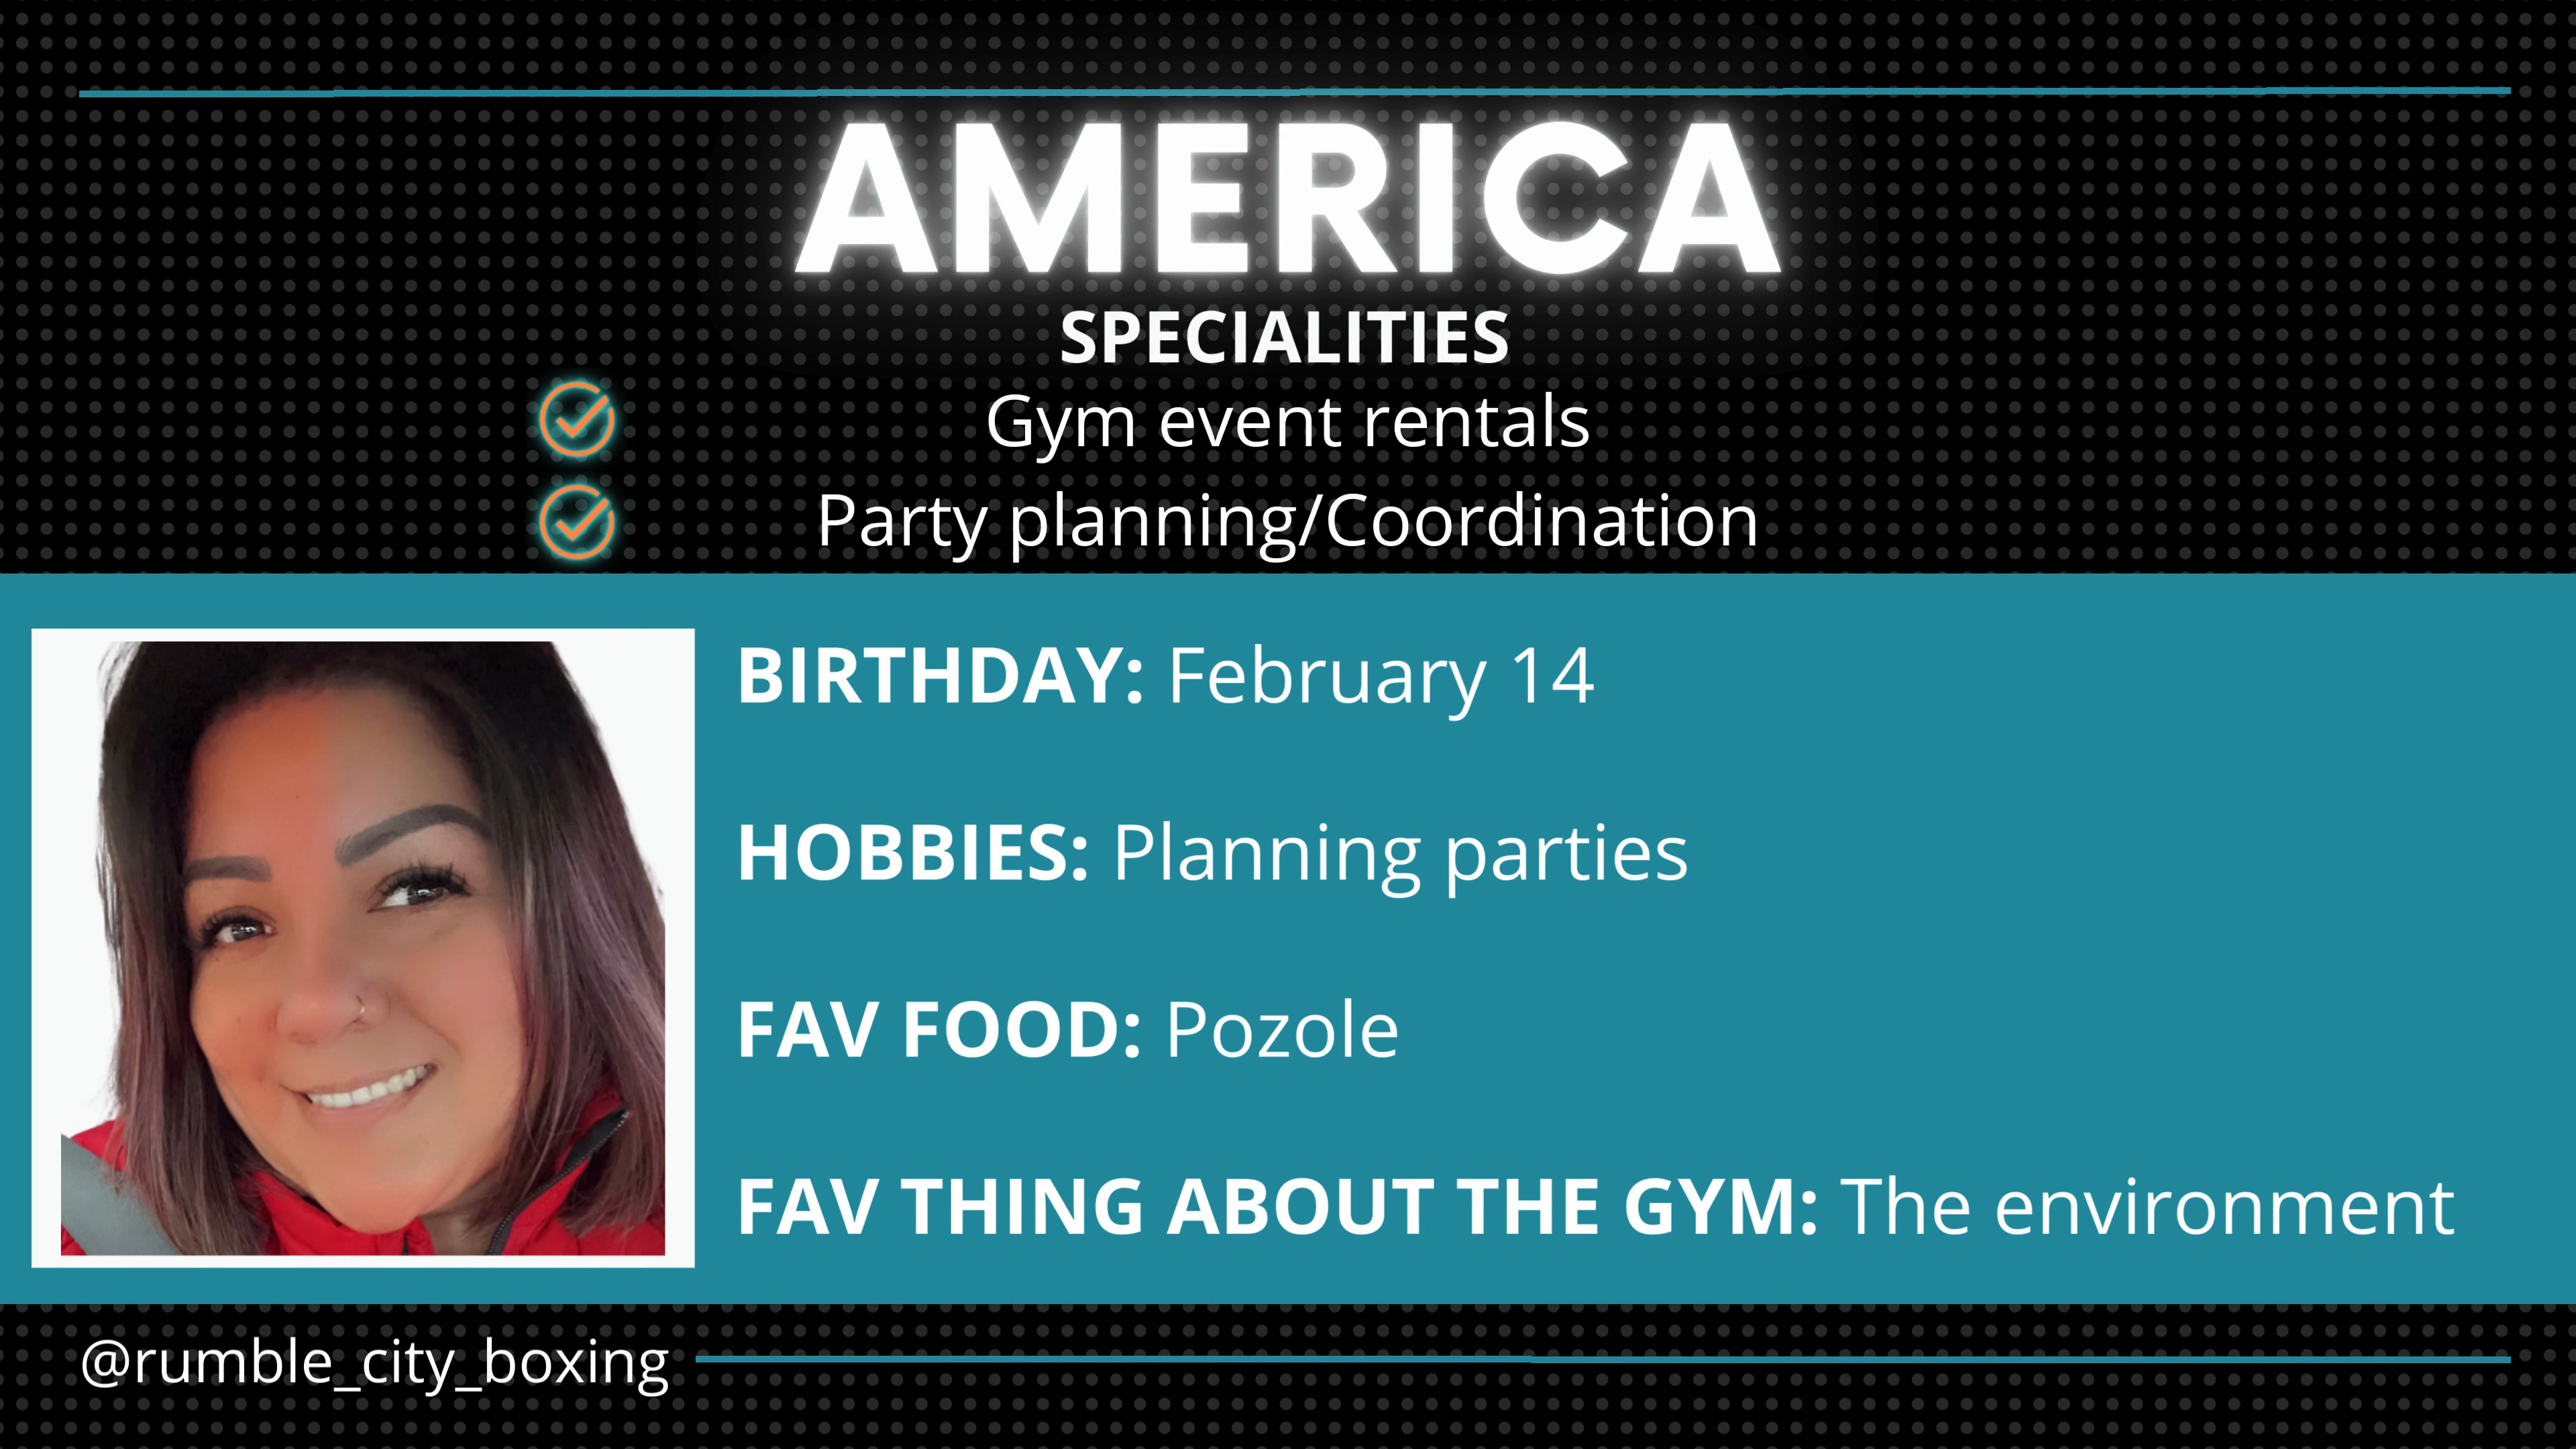 AMERICA
SPECIALITIES
Gym event rentals
Party planning/Coordination
BIRTHDAY: February 14
HOBBIES: Planning parties
FAV FOOD: Pozole
FAV THING ABOUT THE GYM: The environment
@rumble_city_boxing